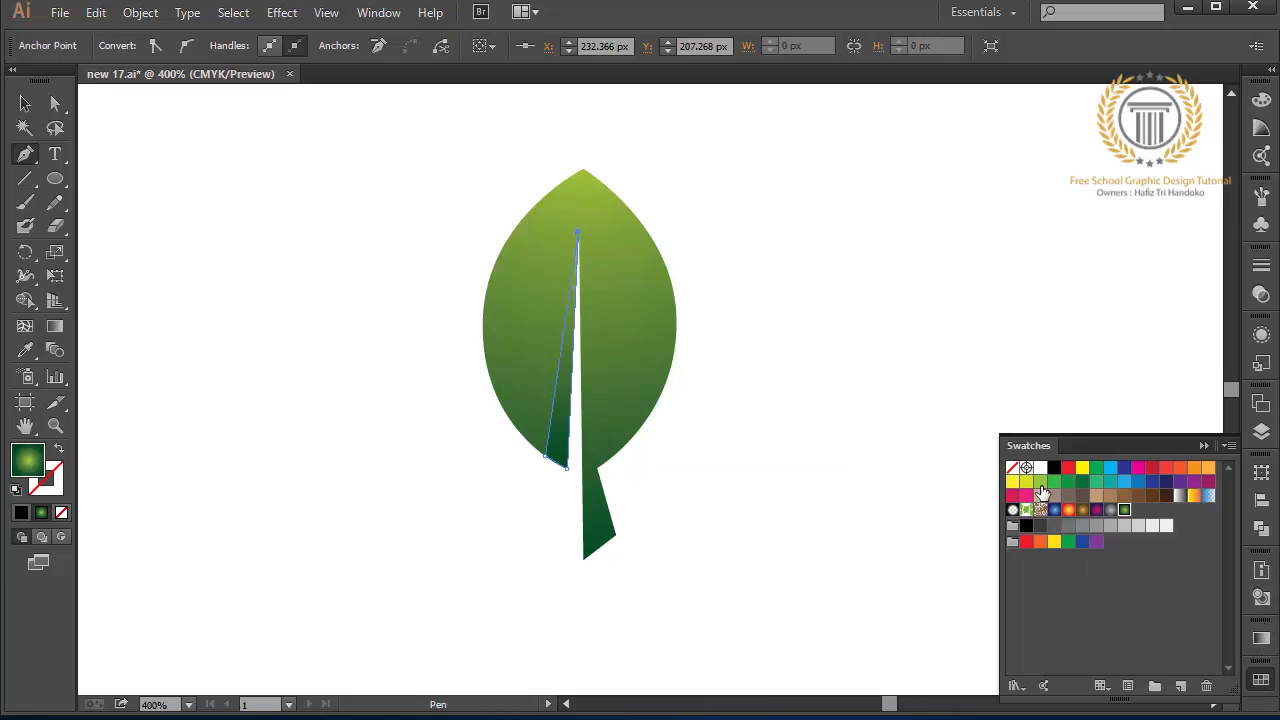 Ai File Edit Object Type Select Effect View Window Help Br Essentials
Anchor Point Convert: Handles: Anchors: X: 232.366 px Y: 207.268 px W: 0 px H: 0 px
new 17.ai* @ 400% (CMYK/Preview) ×
T
Free School Graphic Design Tutorial
Owners : Hafiz Tri Handoko
Swatches
400% 1 Pen